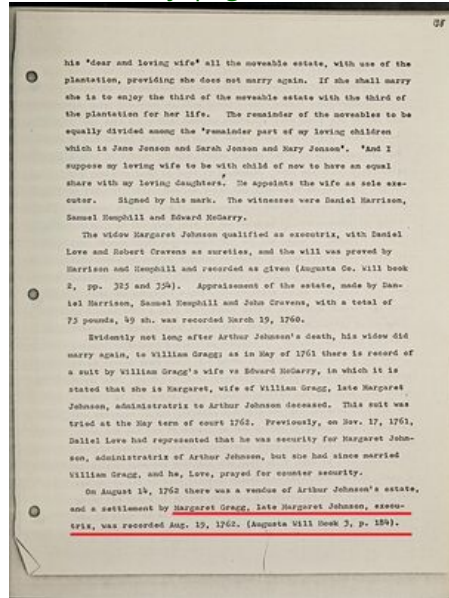 his "dear and loving wife" all the moveable estate, with use of the
plantation, providing she does not marry again. If she shall marry
she is to enjoy the third of the moveable estate with the third of
the plantation for her life. The remainder of the moveables to be
equally divided among the "remainder part of my loving children
which is Jane Jonson and Sarah Jonson and Mary Jonson". "And I
suppose my loving wife to be with child of now to have an equal
share with my loving daughters." He appoints the wife as sole exe-
cutor. Signed by his mark. The witnesses were Daniel Harrison,
Samuel Hemphill and Edward McGarry.
The widow Margaret Johnson qualified as executrix, with Daniel
Love and Robert Cravens as sureties, and the will was proved by
Harrison and Hemphill and recorded as given (Augusta Co. Will book
2, pp. 325 and 354). Appraisement of the estate, made by Dan-
iel Harrison, Samuel Hemphill and John Cravens, with a total of
75 pounds, 49 sh. was recorded March 19, 1760.
Evidently not long after Arthur Johnson's death, his widow did
marry again, to William Gragg; as in May of 1761 there is record of
a suit by William Gragg's wife vs Edward McGarry, in which it is
stated that she is Margaret, wife of William Gragg, late Margaret
Johnson, administratrix to Arthur Johnson deceased. This suit was
tried at the May term of court 1762. Previously, on Nov. 17, 1761,
Daliel Love had represented that he was security for Margaret John-
son, administratrix of Arthur Johnson, but she had since married
William Gragg, and he, Love, prayed for counter security.
On August 14, 1762 there was a vendue of Arthur Johnson's estate,
and a settlement by Margaret Gragg, late Margaret Johnson, execu-
trix, was recorded Aug. 19, 1762. (Augusta Will Book 3, p. 184).